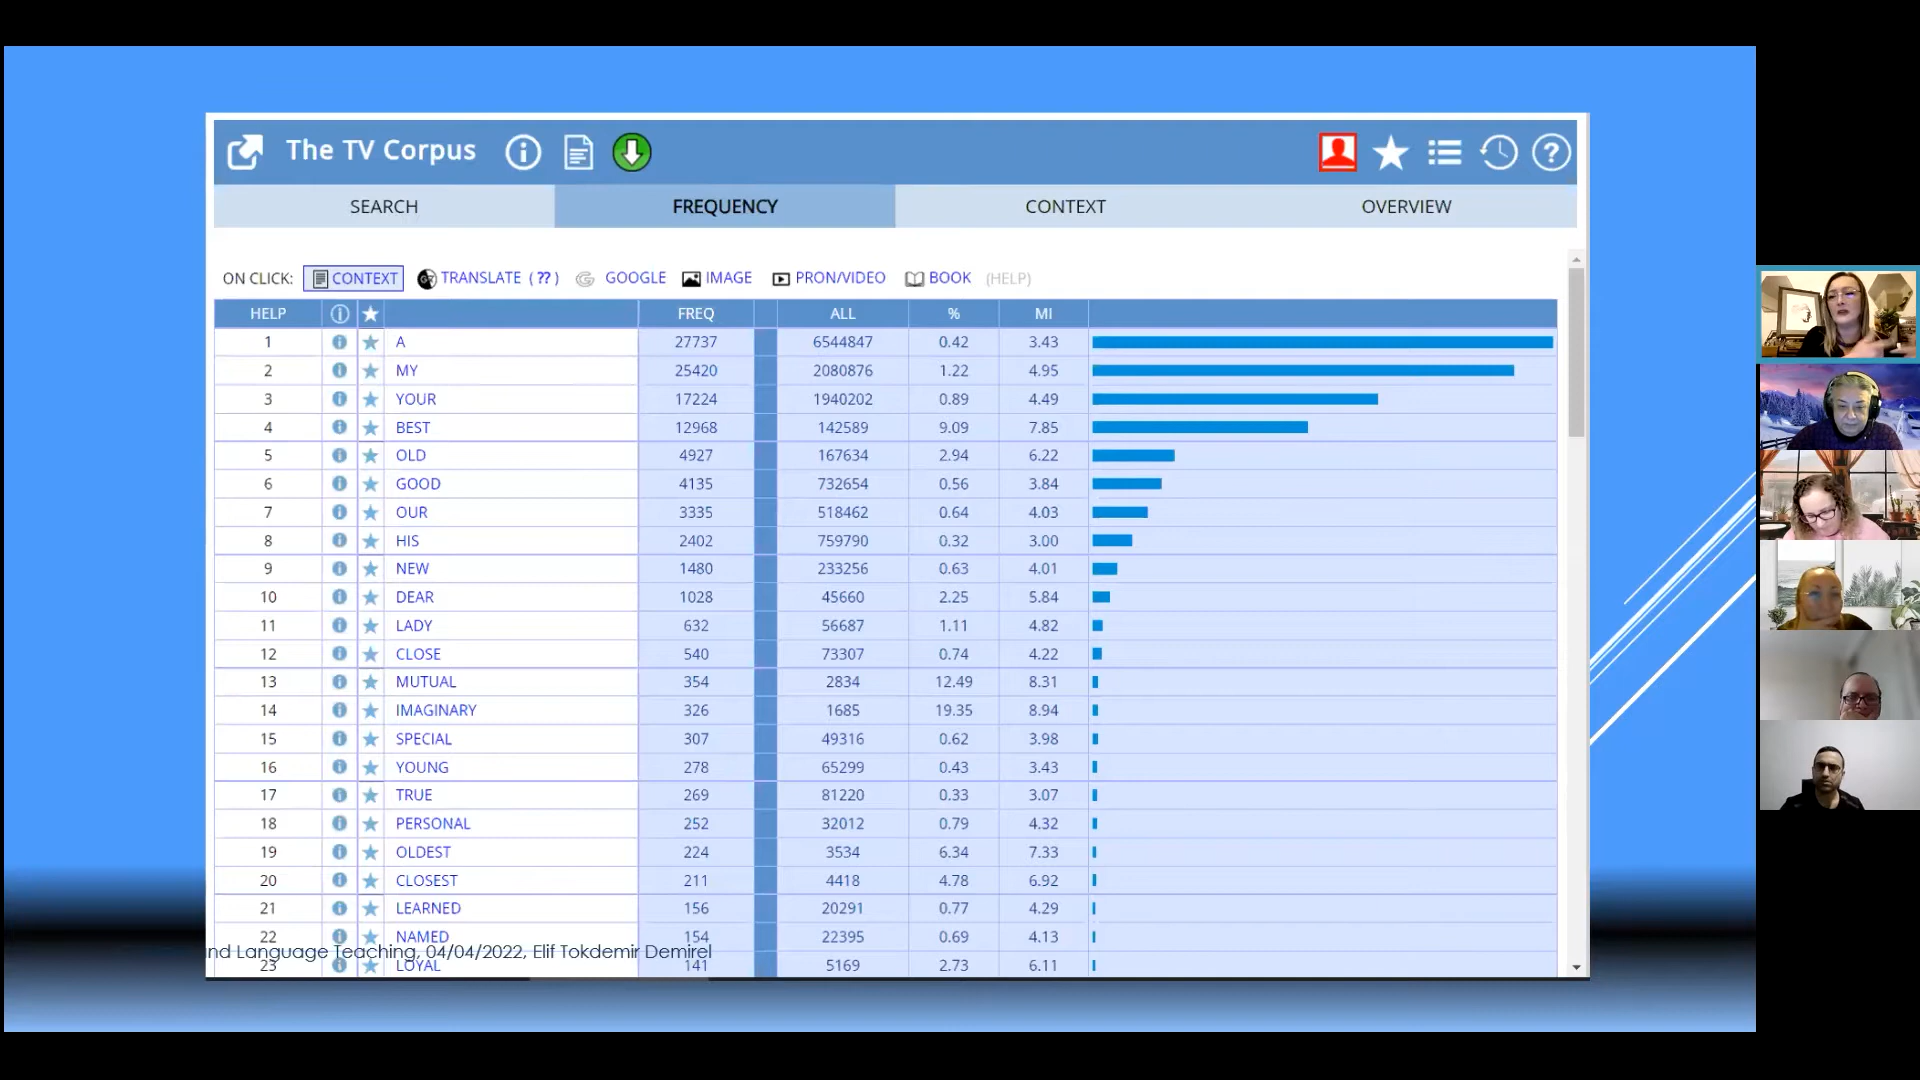 The TV Corpus
SEARCH FREQUENCY CONTEXT OVERVIEW
ON CLICK: CONTEXT TRANSLATE (??) GOOGLE IMAGE PRON/VIDEO BOOK (HELP)
HELP FREQ ALL % MI
1 A 27737 6544847 0.42 3.43
2 MY 25420 2080876 1.22 4.95
3 YOUR 17224 1940202 0.89 4.49
4 BEST 12968 142589 9.09 7.85
5 OLD 4927 167634 2.94 6.22
6 GOOD 4135 732654 0.56 3.84
7 OUR 3335 518462 0.64 4.03
8 HIS 2402 759790 0.32 3.00
9 NEW 1480 233256 0.63 4.01
10 DEAR 1028 45660 2.25 5.84
11 LADY 632 56687 1.11 4.82
12 CLOSE 540 73307 0.74 4.22
13 MUTUAL 354 2834 12.49 8.31
14 IMAGINARY 326 1685 19.35 8.94
15 SPECIAL 307 49316 0.62 3.98
16 YOUNG 278 65299 0.43 3.43
17 TRUE 269 81220 0.33 3.07
18 PERSONAL 252 32012 0.79 4.32
19 OLDEST 224 3534 6.34 7.33
20 CLOSEST 211 4418 4.78 6.92
21 LEARNED 156 20291 0.77 4.29
22 NAMED 154 22395 0.69 4.13
nd Language Teaching, 04/04/2022, Elif Tokdemir Demirel
23 LOYAL 141 5169 2.73 6.11